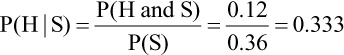 P(H | S) = P(H and S) / P(S) = 0.12 / 0.36 = 0.333